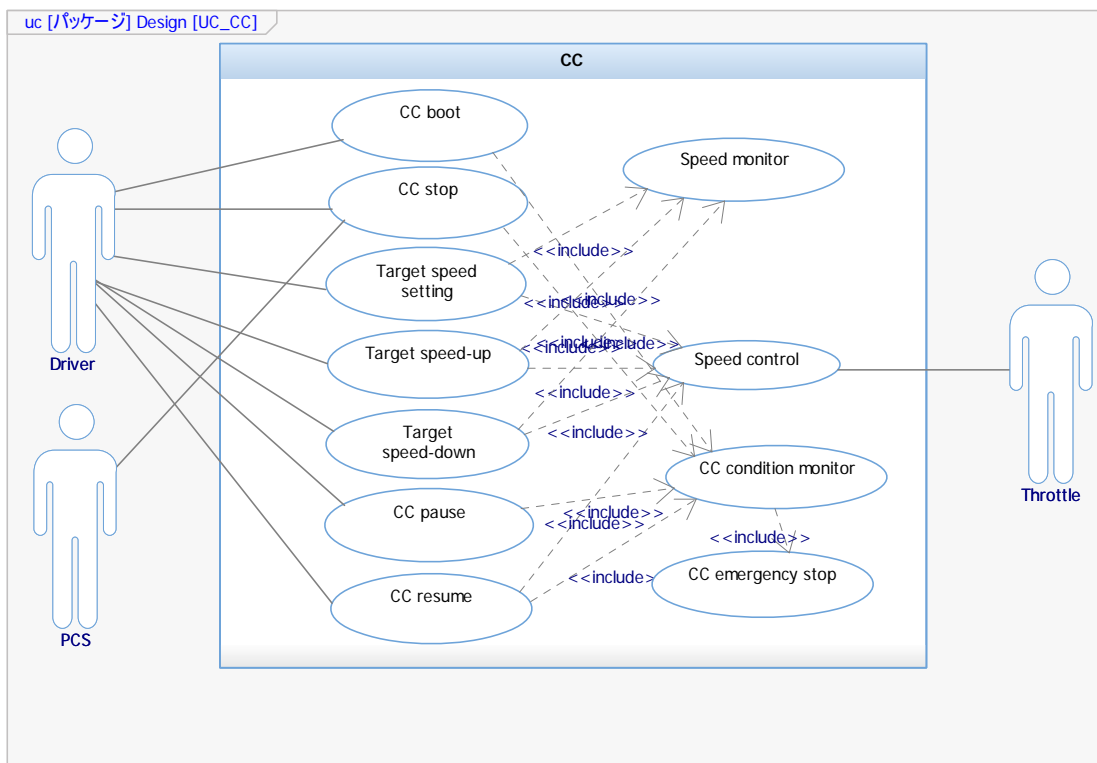 uc [パッケージ] Design [UC_CC]
CC
CC boot
Speed monitor
CC stop
<<include>>
Target speed
setting
<<include>>
<<include>>
<<include>>
<<include>>
<<include>>
Target speed-up
Speed control
Driver
<<include>>
Target
speed-down
<<include>>
CC condition monitor
Throttle
CC pause
<<include>>
<<include>>
<<include>>
CC emergency stop
<<include>
CC resume
PCS